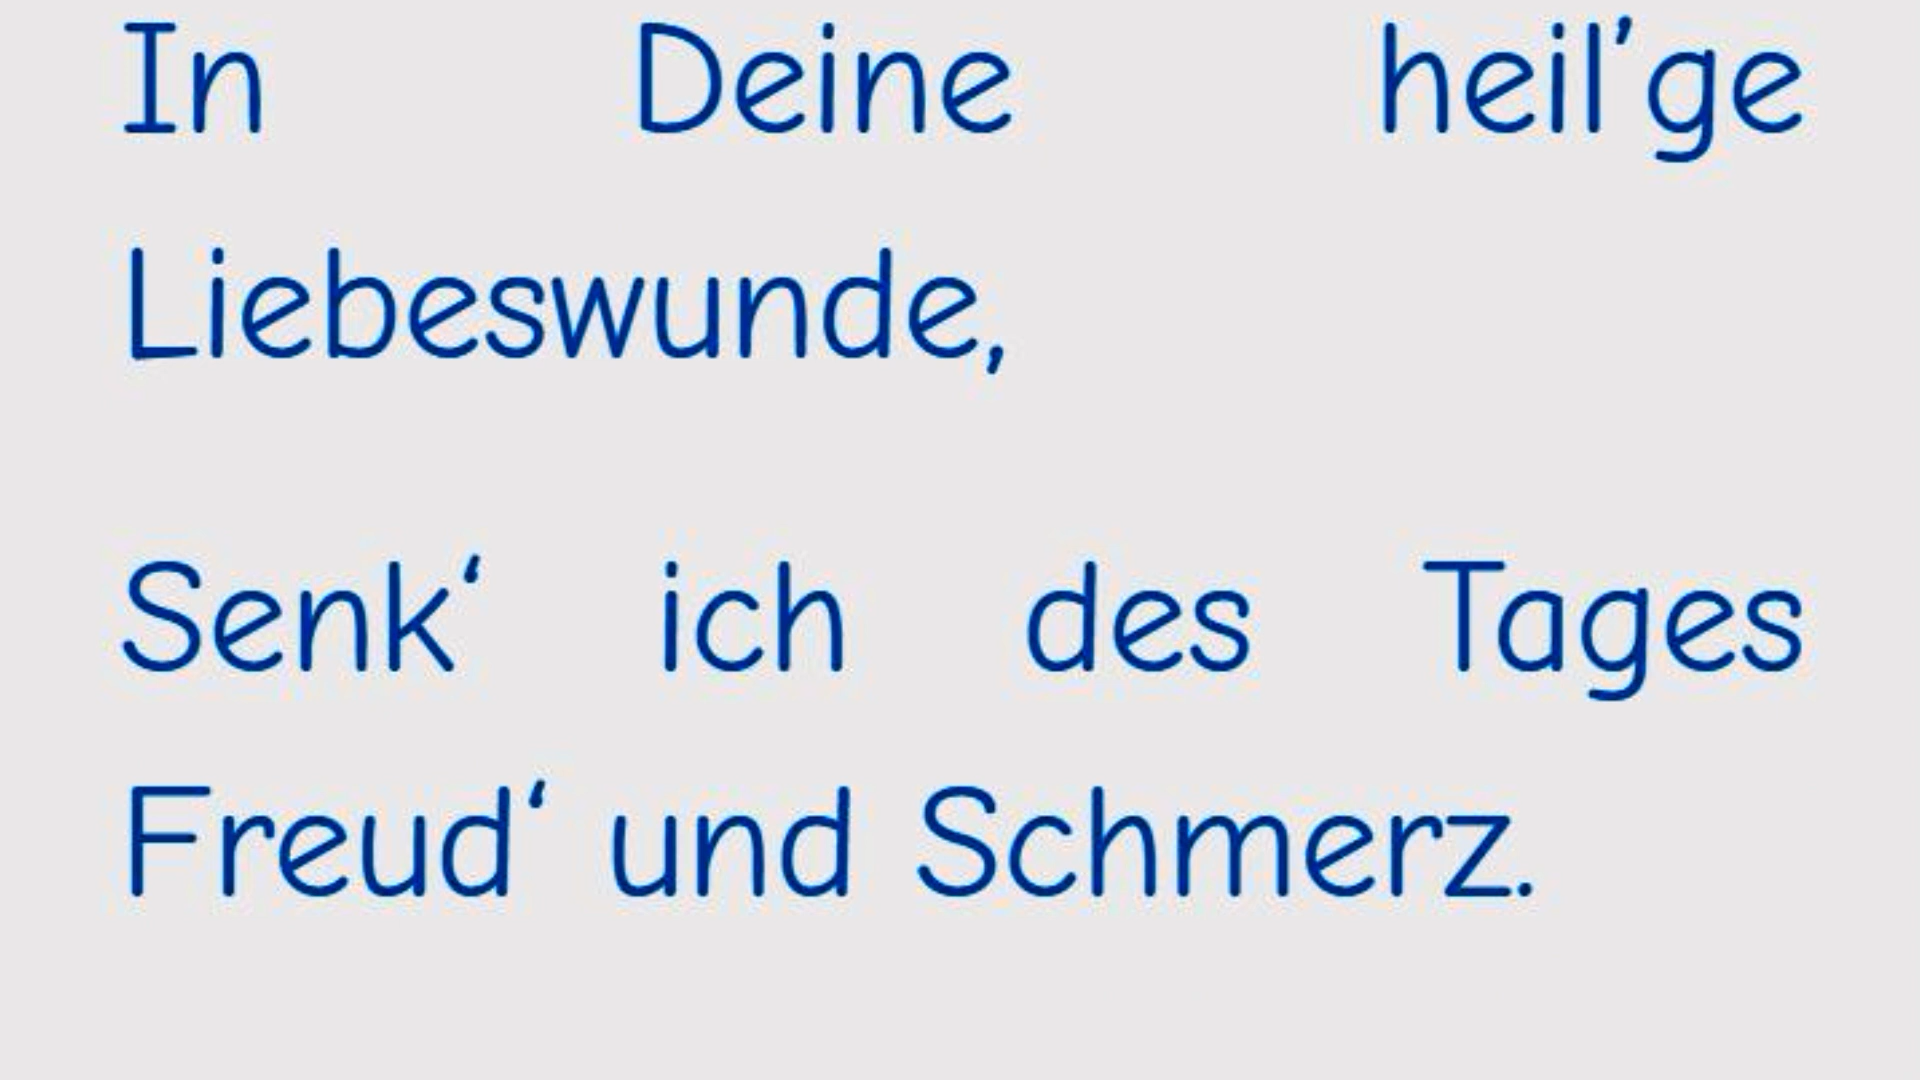 In Deine heil’ge
Liebeswunde,
Senk‘ ich des Tages
Freud‘ und Schmerz.